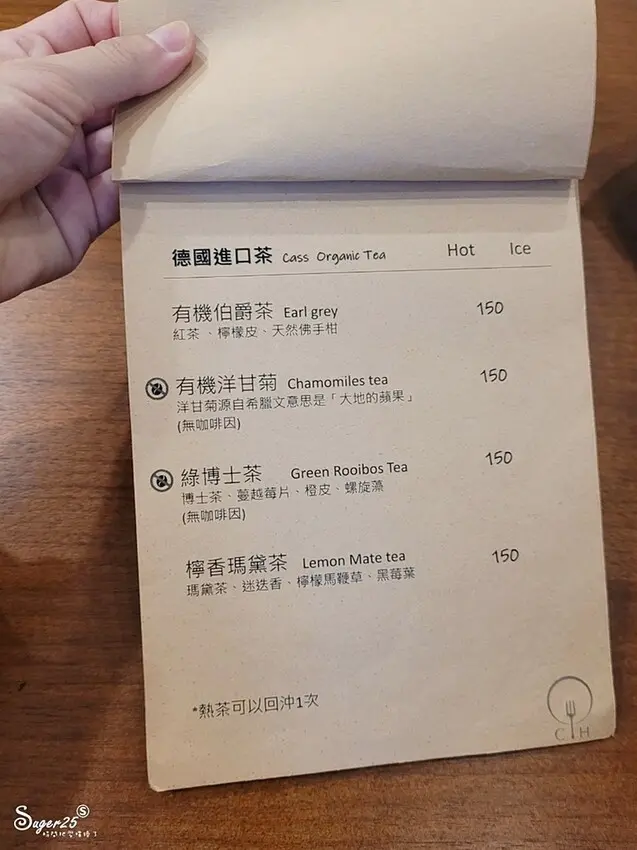 德國進口茶 Cass Organic Tea Hot Ice
有機伯爵茶 Earl grey 150
紅茶、檸檬皮、天然佛手柑
有機洋甘菊 Chamomiles tea 150
洋甘菊源自希臘文意思是「大地的蘋果」
(無咖啡因)
綠博士茶 Green Rooibos Tea 150
博士茶、蔓越莓片、橙皮、螺旋藻
(無咖啡因)
檸香瑪黛茶 Lemon Mate tea 150
瑪黛茶、迷迭香、檸檬馬鞭草、黑莓葉
*熱茶可以回沖1次
C H
Suger25 S